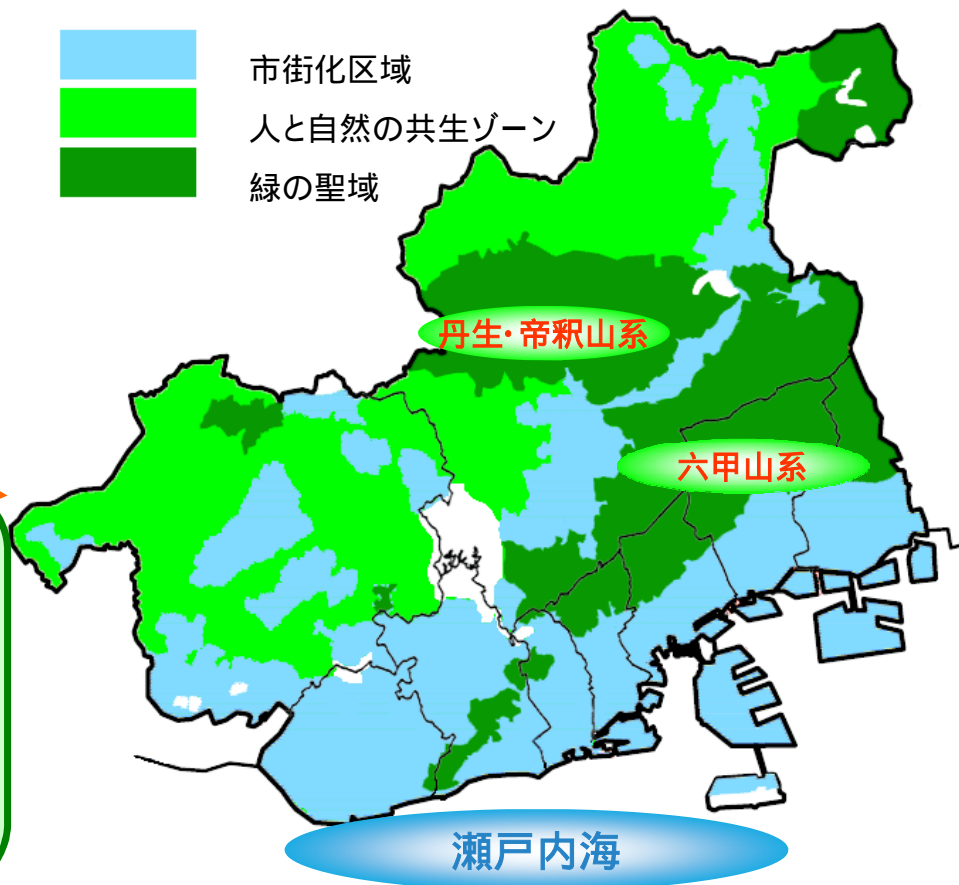 市街化区域
人と自然の共生ゾーン
緑の聖域
丹生・帝釈山系
六甲山系
瀬戸内海